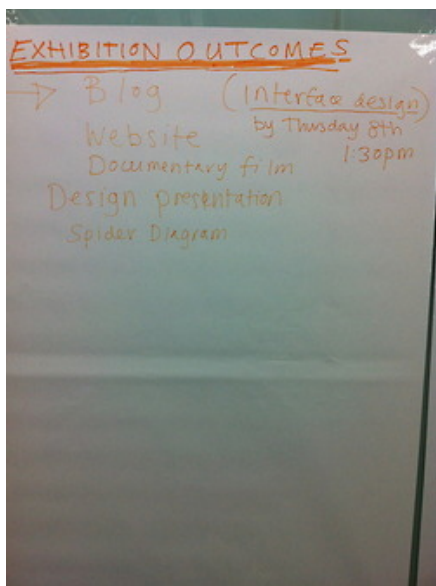 EXHIBITION OUTCOMES
→ Blog (interface design)
by Thursday 8th
1:30pm
Website
Documentary film
Design presentation
Spider Diagram